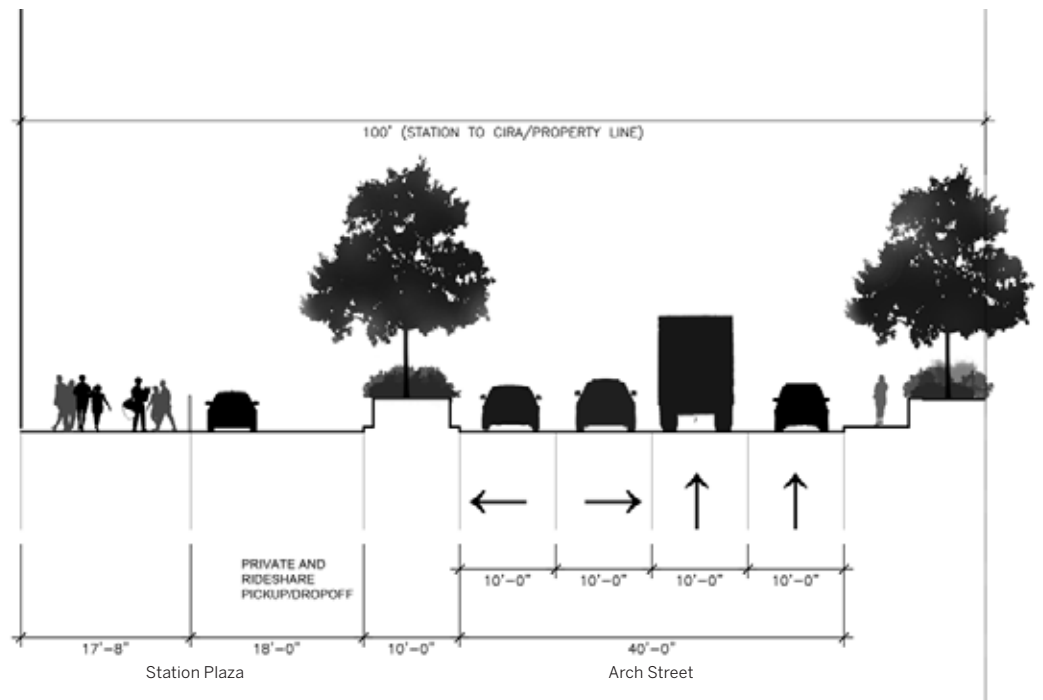 100' (STATION TO CIRA/PROPERTY LINE)
PRIVATE AND
RIDESHARE
PICKUP/DROPOFF
10'-0" 10'-0" 10'-0" 10'-0"
17'-8" 18'-0" 10'-0" 40'-0"
Station Plaza Arch Street